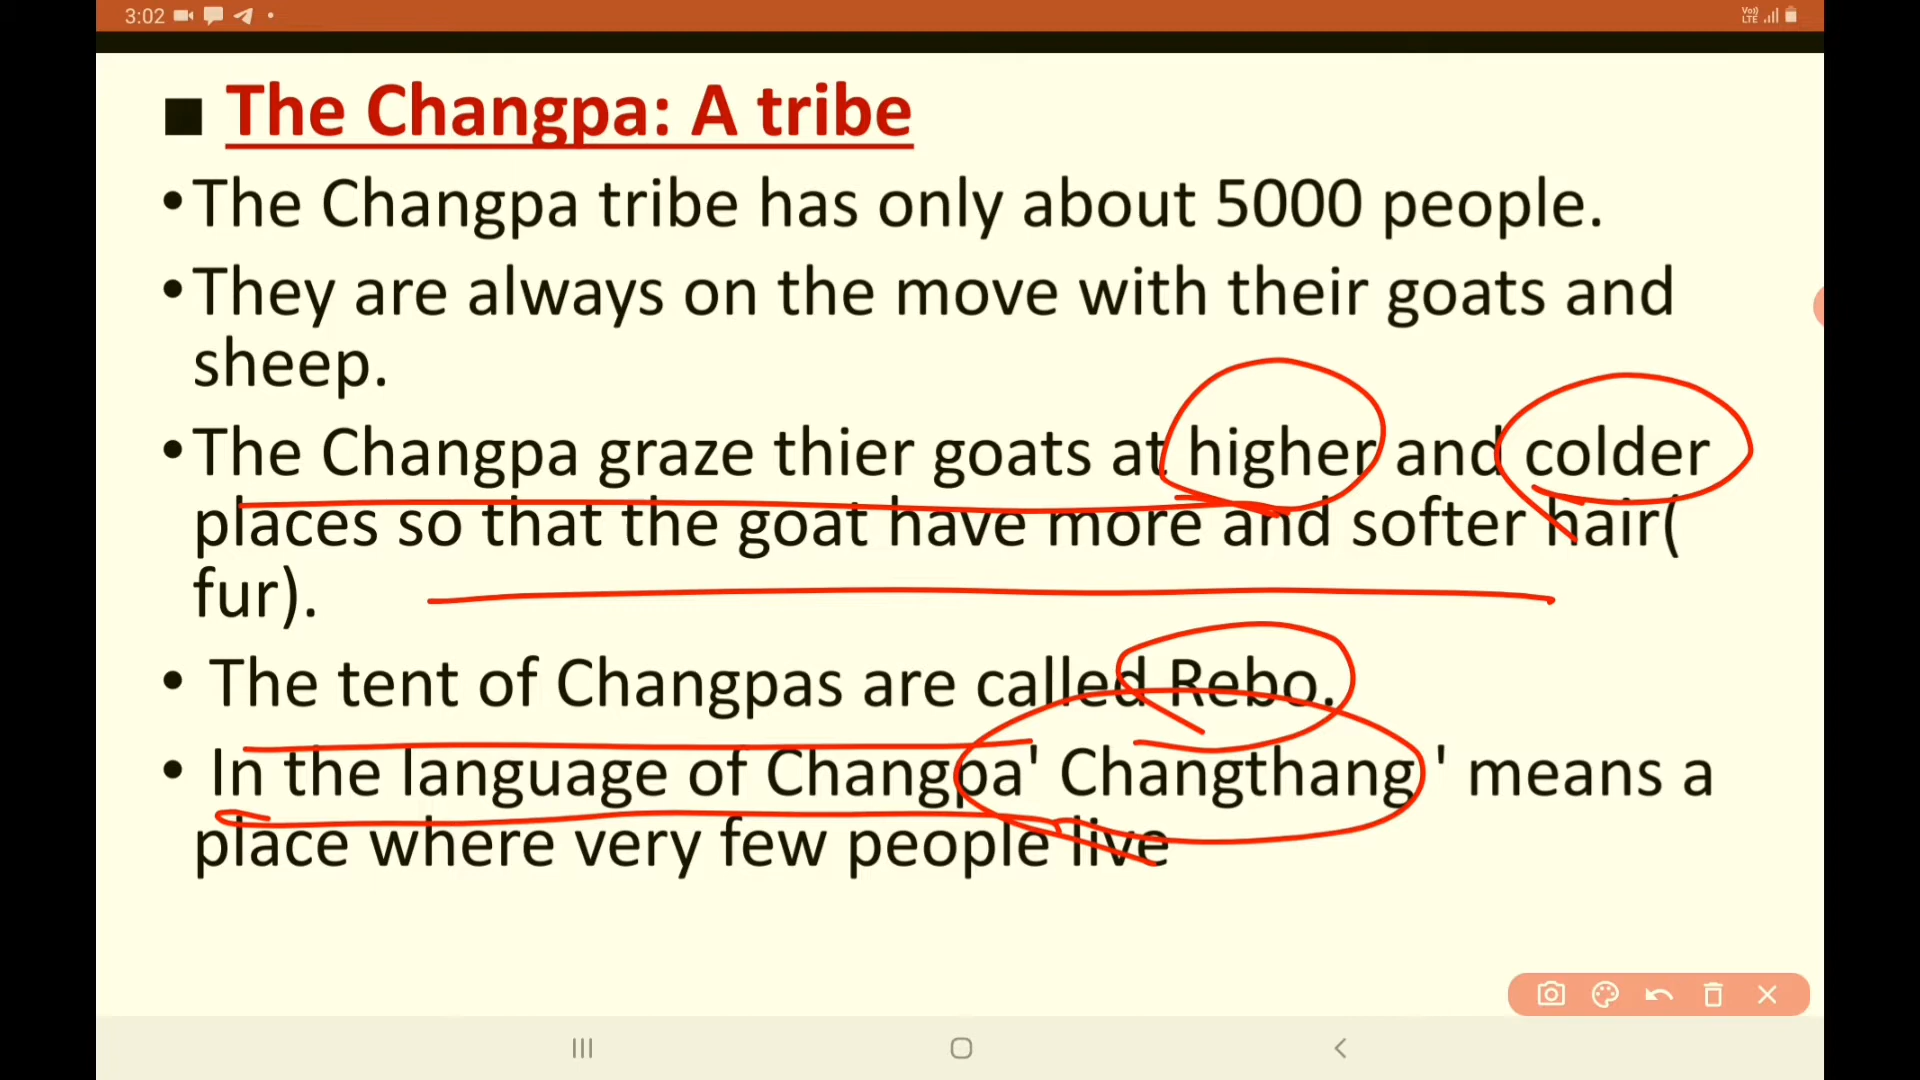 3:02
Vo)) LTE
■ The Changpa: A tribe
•The Changpa tribe has only about 5000 people.
•They are always on the move with their goats and
sheep.
•The Changpa graze thier goats at higher and colder
places so that the goat have more and softer hair(
fur).
• The tent of Changpas are called Rebo.
• In the language of Changpa' Changthang ' means a
place where very few people live